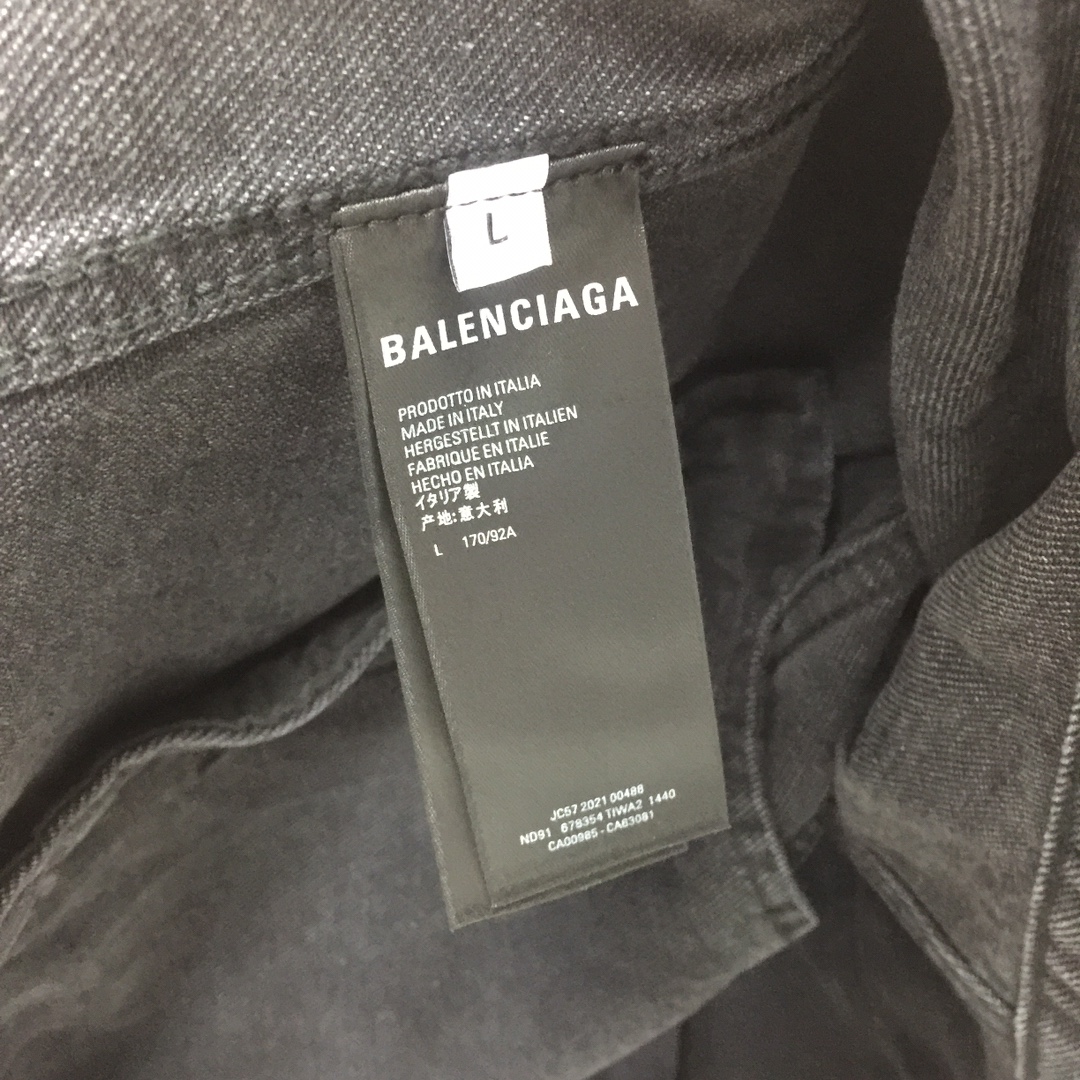 L
BALENCIAGA
PRODOTTO IN ITALIA
MADE IN ITALY
HERGESTELLT IN ITALIEN
FABRIQUE EN ITALIE
HECHO EN ITALIA
イタリア製
产地:意大利
L 170/92A
JC57 2021 00488
ND91 678354 TIWA2 1440
CA00985 - CA63081